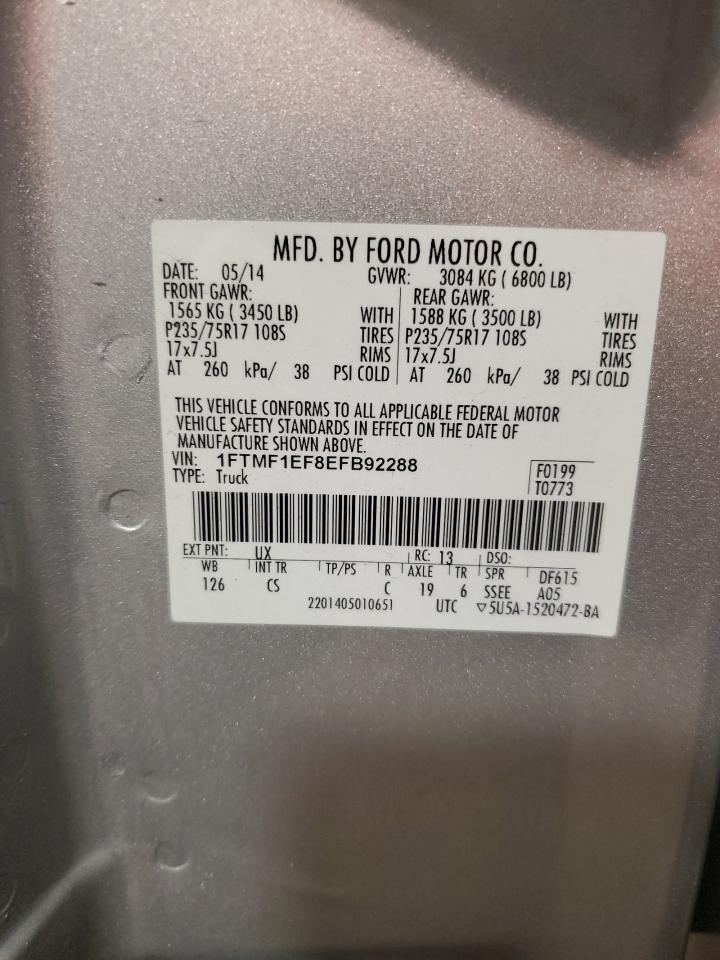 MFD. BY FORD MOTOR CO.
DATE: 05/14 GVWR: 3084 KG ( 6800 LB)
FRONT GAWR: REAR GAWR:
1565 KG ( 3450 LB) WITH 1588 KG ( 3500 LB) WITH
P235/75R17 108S TIRES P235/75R17 108S TIRES
17x7.5J RIMS 17x7.5J RIMS
AT 260 kPa/ 38 PSI COLD AT 260 kPa/ 38 PSI COLD
THIS VEHICLE CONFORMS TO ALL APPLICABLE FEDERAL MOTOR
VEHICLE SAFETY STANDARDS IN EFFECT ON THE DATE OF
MANUFACTURE SHOWN ABOVE.
VIN: 1FTMF1EF8EFB92288 F0199
TYPE: Truck T0773
EXT PNT: UX RC: 13 DSO:
WB INT TR TP/PS R AXLE TR SPR DF615
126 CS C 19 6 SSEE A05
2201405010651 UTC ▽5U5A-1520472-BA